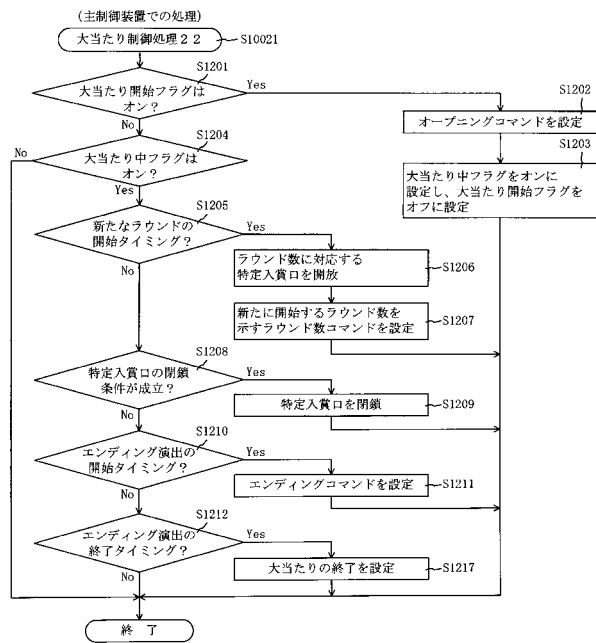 (主制御装置での処理)
大当たり制御処理22
S10021
S1201
大当たり開始フラグは
オン?
Yes
No
S1202
オープニングコマンドを設定
S1203
大当たり中フラグをオンに
設定し、大当たり開始フラグを
オフに設定
S1204
大当たり中フラグは
オン?
No
Yes
S1205
新たなラウンドの
開始タイミング?
Yes
No
ラウンド数に対応する
特定入賞口を開放
S1206
新たに開始するラウンド数を
示すラウンド数コマンドを設定
S1207
S1208
特定入賞口の閉鎖
条件が成立?
Yes
No
特定入賞口を閉鎖
S1209
S1210
エンディング演出の
開始タイミング?
Yes
No
エンディングコマンドを設定
S1211
S1212
エンディング演出の
終了タイミング?
Yes
No
大当たりの終了を設定
S1217
終了